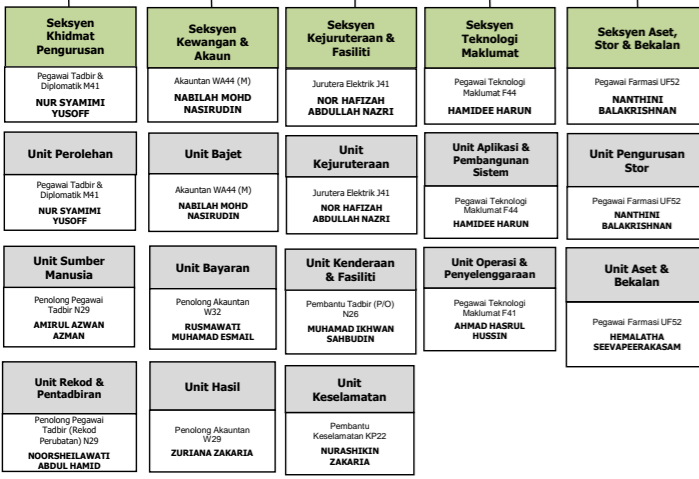 Seksyen
Khidmat
Pengurusan
Pegawai Tadbir &
Diplomatik M41
NUR SYAMIMI
YUSOFF
Unit Perolehan
Pegawai Tadbir &
Diplomatik M41
NUR SYAMIMI
YUSOFF
Unit Sumber
Manusia
Penolong Pegawai
Tadbir N29
AMIRUL AZWAN
AZMAN
Unit Rekod &
Pentadbiran
Penolong Pegawai
Tadbir (Rekod
Perubatan) N29
NOORSHEILAWATI
ABDUL HAMID
Seksyen
Kewangan &
Akaun
Akauntan WA44 (M)
NABILAH MOHD
NASIRUDIN
Unit Bajet
Akauntan WA44 (M)
NABILAH MOHD
NASIRUDIN
Unit Bayaran
Penolong Akauntan
W32
RUSMAWATI
MUHAMAD ESMAIL
Unit Hasil
Penolong Akauntan
W29
ZURIANA ZAKARIA
Seksyen
Kejuruteraan &
Fasiliti
Jurutera Elektrik J41
NOR HAFIZAH
ABDULLAH NAZRI
Unit
Kejuruteraan
Jurutera Elektrik J41
NOR HAFIZAH
ABDULLAH NAZRI
Unit Kenderaan
& Fasiliti
Pembantu Tadbir (P/O)
N26
MUHAMAD IKHWAN
SAHBUDIN
Unit
Keselamatan
Pembantu
Keselamatan KP22
NURASHIKIN
ZAKARIA
Seksyen
Teknologi
Maklumat
Pegawai Teknologi
Maklumat F44
HAMIDEE HARUN
Unit Aplikasi &
Pembangunan
Sistem
Pegawai Teknologi
Maklumat F44
HAMIDEE HARUN
Unit Operasi &
Penyelenggaraan
Pegawai Teknologi
Maklumat F41
AHMAD HASRUL
HUSSIN
Seksyen Aset,
Stor & Bekalan
Pegawai Farmasi UF52
NANTHINI
BALAKRISHNAN
Unit Pengurusan
Stor
Pegawai Farmasi UF52
NANTHINI
BALAKRISHNAN
Unit Aset &
Bekalan
Pegawai Farmasi UF52
HEMALATHA
SEEVAPEERAKASAM